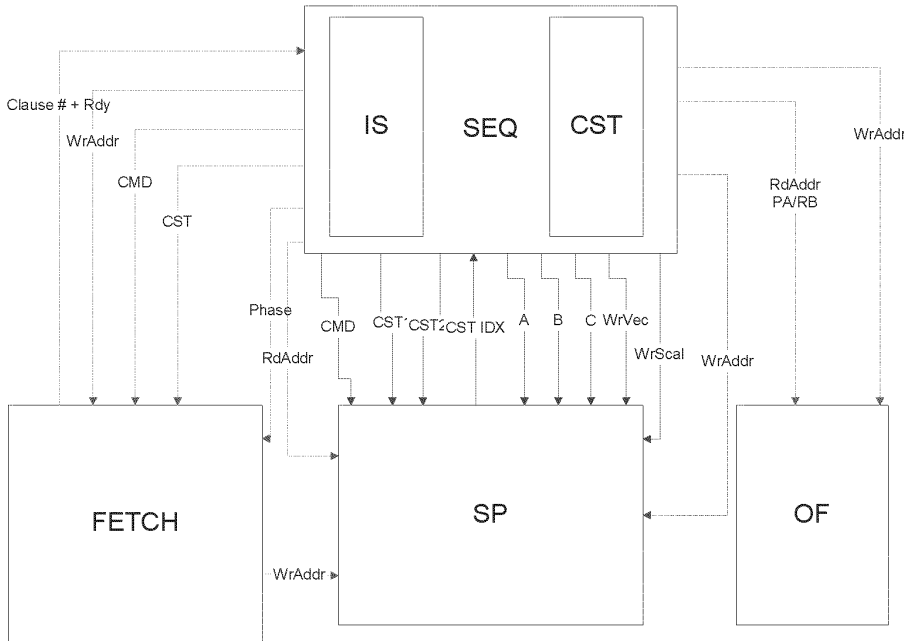 IS
SEQ
CST
Clause # + Rdy
WrAddr
WrAddr
CMD
RdAddr
PA/RB
CST
Phase
CMD
CST1
CST2
CST IDX
A
B
C
WrVec
RdAddr
WrScal
WrAddr
FETCH
SP
OF
WrAddr